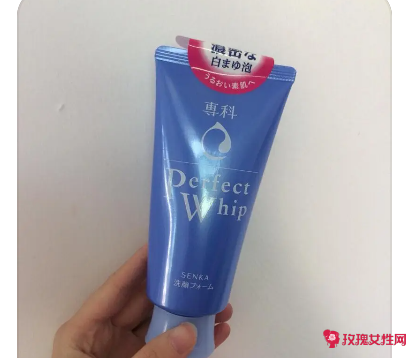 濃密な
白まゆ泡
うるおい素肌へ
専科
Perfect
Whip
SENKA
洗顔フォーム
玫瑰女性网